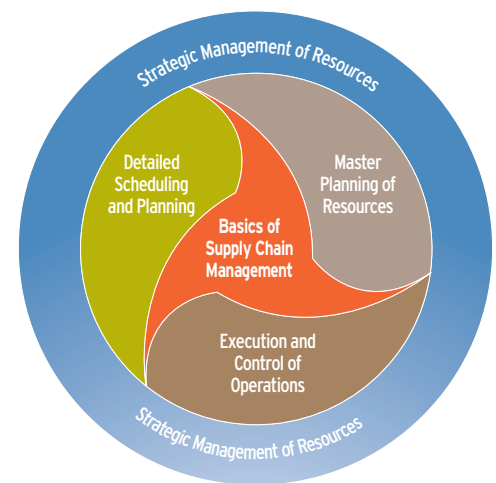 Strategic Management of Resources
Detailed
Scheduling
and Planning
Master
Planning of
Resources
Basics of
Supply Chain
Management
Execution and
Control of
Operations
Strategic Management of Resources